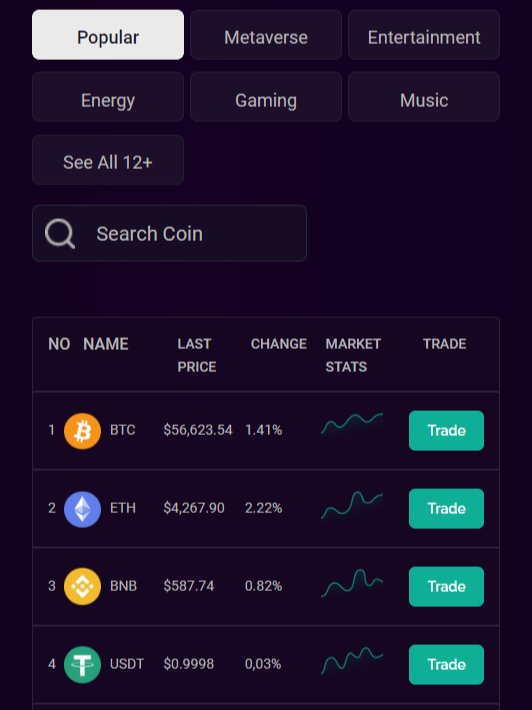 Popular Metaverse Entertainment
Energy Gaming Music
See All 12+
Search Coin
NO NAME LAST PRICE CHANGE MARKET STATS TRADE
1 BTC $56,623.54 1.41% Trade
2 ETH $4,267.90 2.22% Trade
3 BNB $587.74 0.82% Trade
4 USDT $0.9998 0,03% Trade